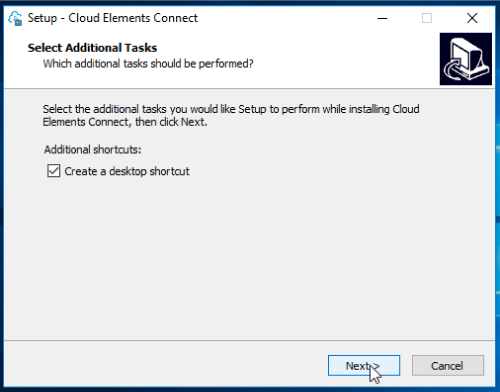 Setup - Cloud Elements Connect
Select Additional Tasks
Which additional tasks should be performed?
Select the additional tasks you would like Setup to perform while installing Cloud
Elements Connect, then click Next.
Additional shortcuts:
Create a desktop shortcut
Next >
Cancel